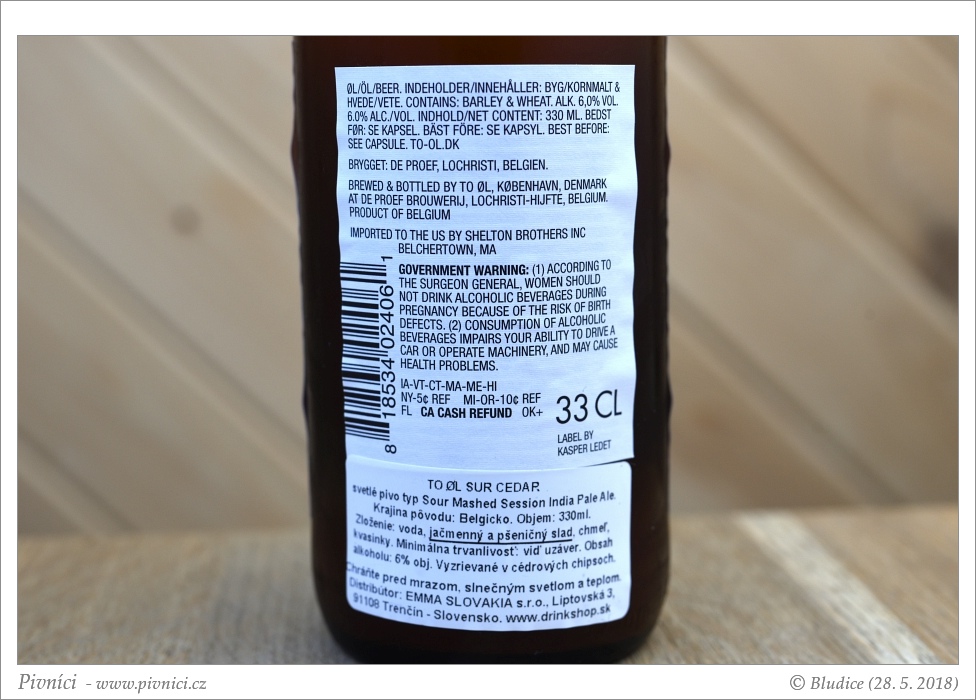 ØL/ÖL/BEER. INDEHOLDER/INNEHÅLLER: BYG/KORNMALT &
HVEDE/VETE. CONTAINS: BARLEY & WHEAT. ALK. 6,0% VOL.
6.0% ALC./VOL. INDHOLD/NET CONTENT: 330 ML. BEDST
FØR: SE KAPSEL. BÄST FÖRE: SE KAPSYL. BEST BEFORE:
SEE CAPSULE. TO-OL.DK
BRYGGET: DE PROEF, LOCHRISTI, BELGIEN.
BREWED & BOTTLED BY TO ØL, KØBENHAVN, DENMARK
AT DE PROEF BROUWERIJ, LOCHRISTI-HIJFTE, BELGIUM.
PRODUCT OF BELGIUM
IMPORTED TO THE US BY SHELTON BROTHERS INC
BELCHERTOWN, MA
GOVERNMENT WARNING: (1) ACCORDING TO
THE SURGEON GENERAL, WOMEN SHOULD
NOT DRINK ALCOHOLIC BEVERAGES DURING
PREGNANCY BECAUSE OF THE RISK OF BIRTH
DEFECTS. (2) CONSUMPTION OF ALCOHOLIC
BEVERAGES IMPAIRS YOUR ABILITY TO DRIVE A
CAR OR OPERATE MACHINERY, AND MAY CAUSE
HEALTH PROBLEMS.
IA-VT-CT-MA-ME-HI
NY-5¢ REF MI-OR-10¢ REF
FL CA CASH REFUND OK+
33 CL
LABEL BY
KASPER LEDET
8 18534 02406 1
TO ØL SUR CEDAR.
svetlé pivo typ Sour Mashed Session India Pale Ale.
Krajina pôvodu: Belgicko. Objem: 330ml.
Zloženie: voda, jačmenný a pšeničný slad, chmeľ,
kvasinky. Minimálna trvanlivosť: viď uzáver. Obsah
alkoholu: 6% obj. Vyzrievané v cédrových chipsoch.
Chráňte pred mrazom, slnečným svetlom a teplom.
Distribútor: EMMA SLOVAKIA s.r.o., Liptovská 3,
91108 Trenčín - Slovensko. www.drinkshop.sk
Pivníci - www.pivnici.cz
© Bludice (28. 5. 2018)